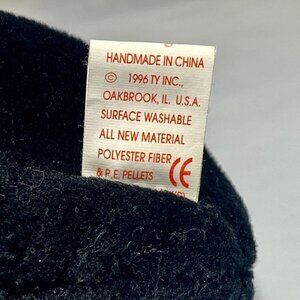 HANDMADE IN CHINA
© 1996 TY INC.,
OAKBROOK, IL. U.S.A.
SURFACE WASHABLE
ALL NEW MATERIAL
POLYESTER FIBER
& P.E. PELLETS CE